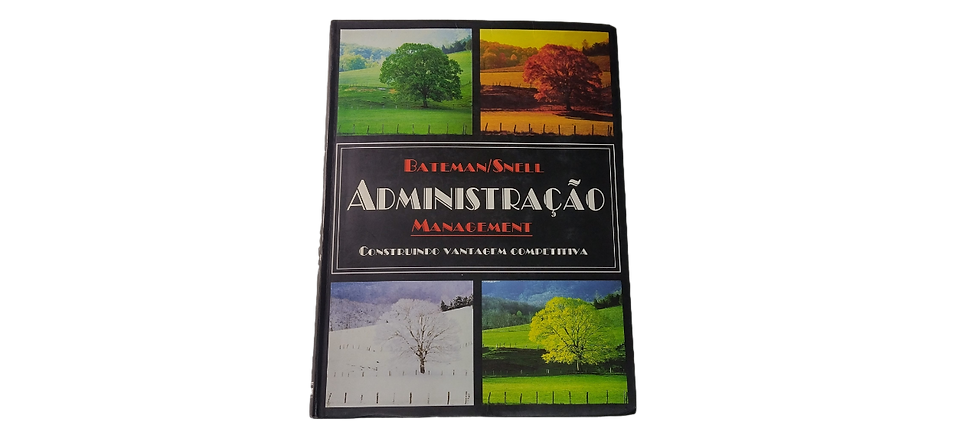 BATEMAN/SNELL
ADMINISTRAÇÃO
MANAGEMENT
CONSTRUINDO VANTAGEM COMPETITIVA